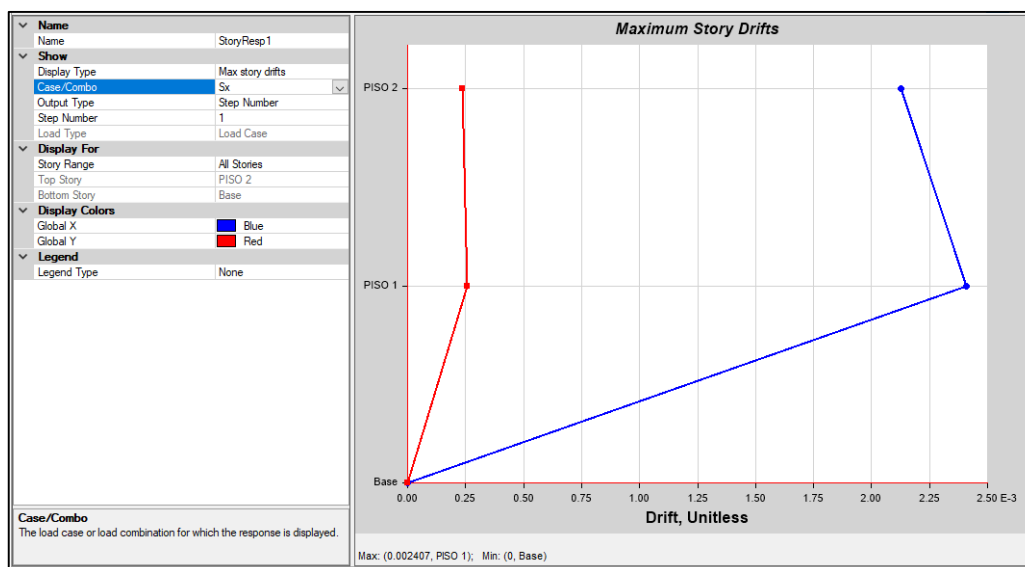 Name
Name StoryResp1
Show
Display Type Max story drifts
Case/Combo Sx
Output Type Step Number
Step Number 1
Load Type Load Case
Display For
Story Range All Stories
Top Story PISO 2
Bottom Story Base
Display Colors
Global X Blue
Global Y Red
Legend
Legend Type None
Case/Combo
The load case or load combination for which the response is displayed.
Maximum Story Drifts
PISO 2
PISO 1
Base
0.00 0.25 0.50 0.75 1.00 1.25 1.50 1.75 2.00 2.25 2.50 E-3
Drift, Unitless
Max: (0.002407, PISO 1); Min: (0, Base)